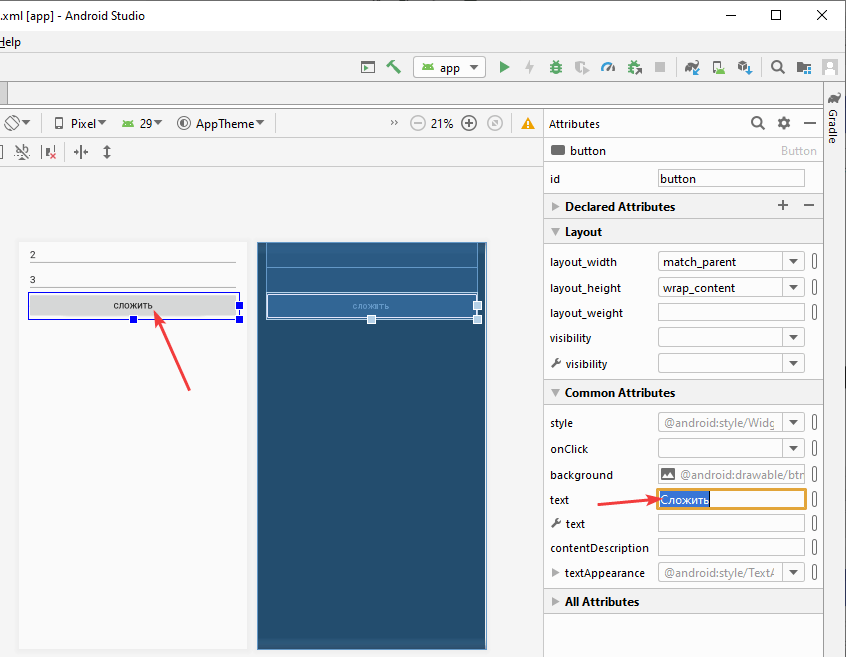 .xml [app] - Android Studio
Help
app
Pixel 29 AppTheme 21%
Attributes
Gradle
button Button
id button
Declared Attributes
Layout
layout_width match_parent
layout_height wrap_content
layout_weight
visibility
visibility
Common Attributes
style @android:style/Widg
onClick
background @android:drawable/btn
text Сложить
text
contentDescription
textAppearance @android:style/TextA
All Attributes
2
3
сложить
сложить